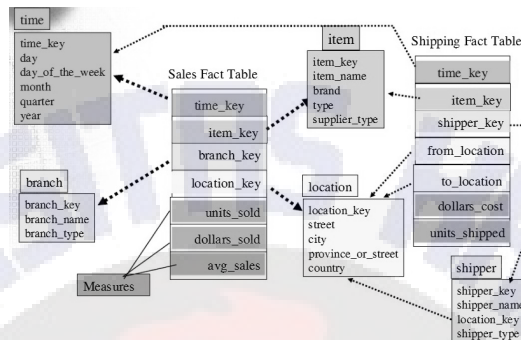 time
time_key
day
day_of_the_week
month
quarter
year
Sales Fact Table
time_key
item_key
branch_key
location_key
units_sold
dollars_sold
avg_sales
Measures
branch
branch_key
branch_name
branch_type
item
item_key
item_name
brand
type
supplier_type
location
location_key
street
city
province_or_street
country
Shipping Fact Table
time_key
item_key
shipper_key
from_location
to_location
dollars_cost
units_shipped
shipper
shipper_key
shipper_name
location_key
shipper_type